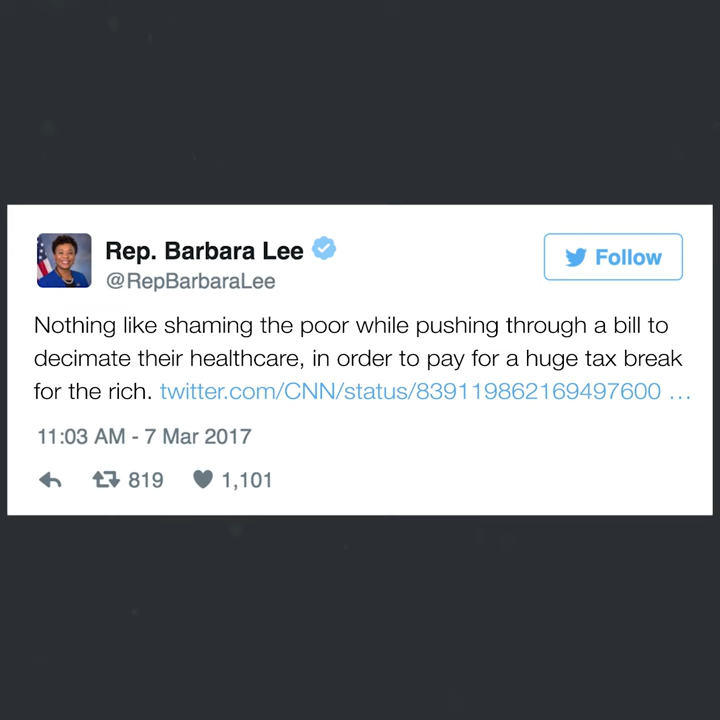 Rep. Barbara Lee
@RepBarbaraLee
Follow
Nothing like shaming the poor while pushing through a bill to
decimate their healthcare, in order to pay for a huge tax break
for the rich. twitter.com/CNN/status/839119862169497600 ...
11:03 AM - 7 Mar 2017
819 1,101